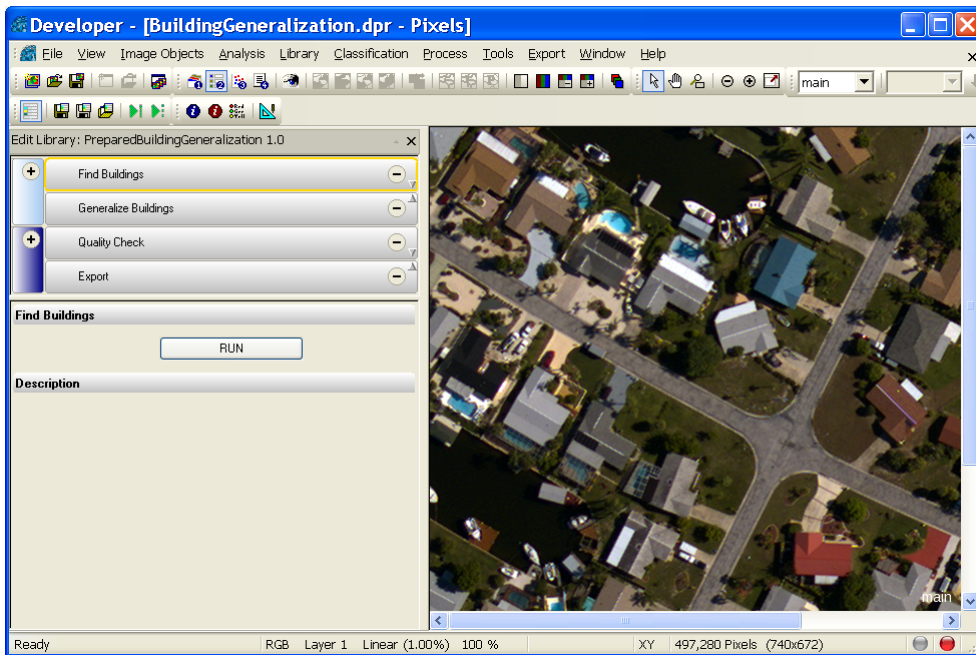 Developer - [BuildingGeneralization.dpr - Pixels]
File View Image Objects Analysis Library Classification Process Tools Export Window Help
main
Edit Library: PreparedBuildingGeneralization 1.0
Find Buildings
Generalize Buildings
Quality Check
Export
Find Buildings
RUN
Description
main
Ready RGB Layer 1 Linear (1.00%) 100 % XY 497,280 Pixels (740x672)